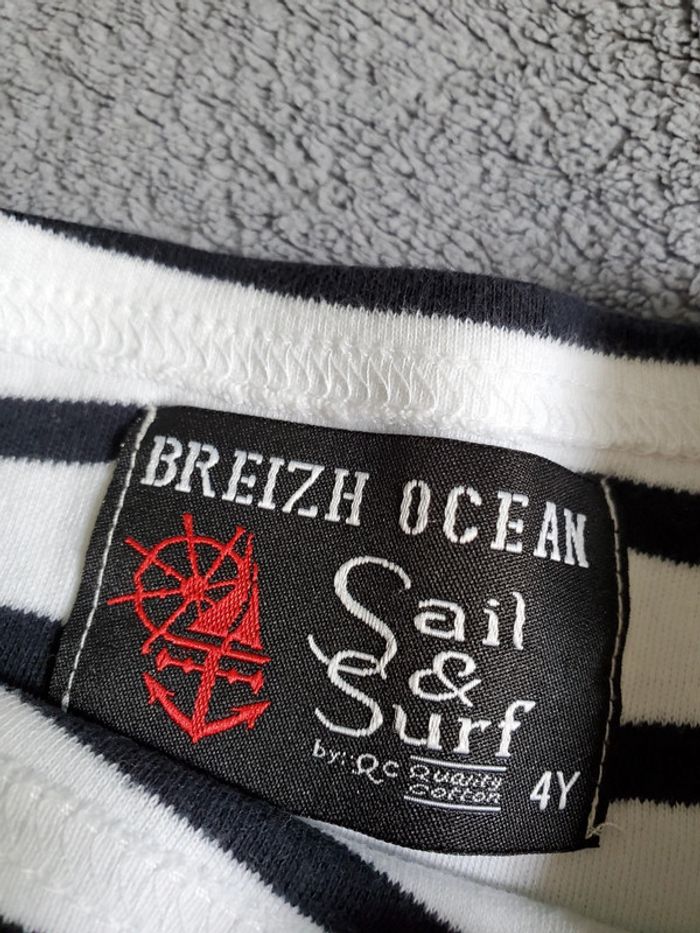 BREIZH OCEAN
Sail
&
Surf
by: QC Quality
Cotton
4Y